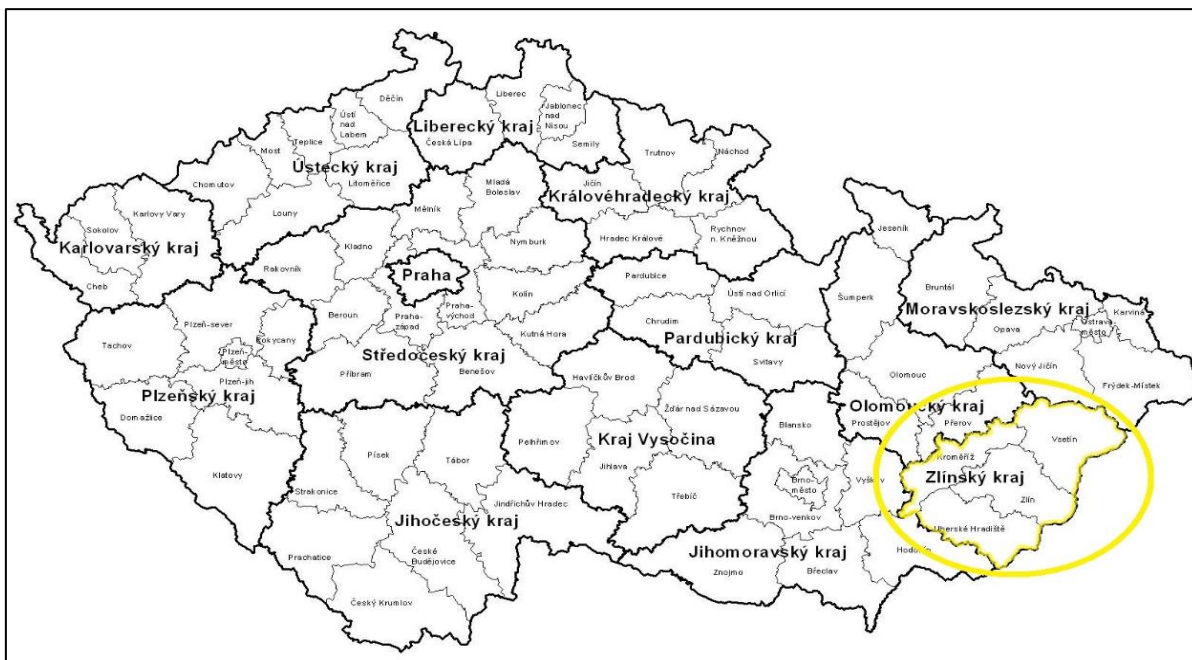 Děčín
Liberec
Ústí
nad
Labem
Jablonec
nad
Nisou
Liberecký kraj
Česká Lípa
Teplice
Most
Semily
Trutnov
Náchod
Ústecký kraj
Chomutov
Litoměřice
Jičín
Mladá
Boleslav
Královéhradecký kraj
Karlovy Vary
Louny
Mělník
Sokolov
Karlovarský kraj
Kladno
Nymburk
Hradec Králové
Rychnov
n. Kněžnou
Jeseník
Rakovník
Praha
Pardubice
Cheb
Bruntál
Ústí nad Orlicí
Kolín
Šumperk
Moravskoslezský kraj
Karviná
Beroun
Praha-
západ
Praha-
východ
Plzeň-sever
Chrudim
Opava
Ostrava-
město
Kutná Hora
Pardubický kraj
Tachov
Rokycany
Plzeň-
město
Středočeský kraj
Svitavy
Nový Jičín
Příbram
Benešov
Olomouc
Havlíčkův Brod
Plzeň-jih
Frýdek-Místek
Plzeňský kraj
Olomoucký kraj
Žďár nad Sázavou
Domažlice
Blansko
Prostějov
Přerov
Pelhřimov
Kraj Vysočina
Vsetín
Písek
Tábor
Kroměříž
Jihlava
Klatovy
Brno-
město
Vyškov
Zlínský kraj
Strakonice
Třebíč
Zlín
Jindřichův Hradec
Jihočeský kraj
Brno-venkov
Uherské Hradiště
Prachatice
České
Budějovice
Jihomoravský kraj
Hodonín
Znojmo
Břeclav
Český Krumlov